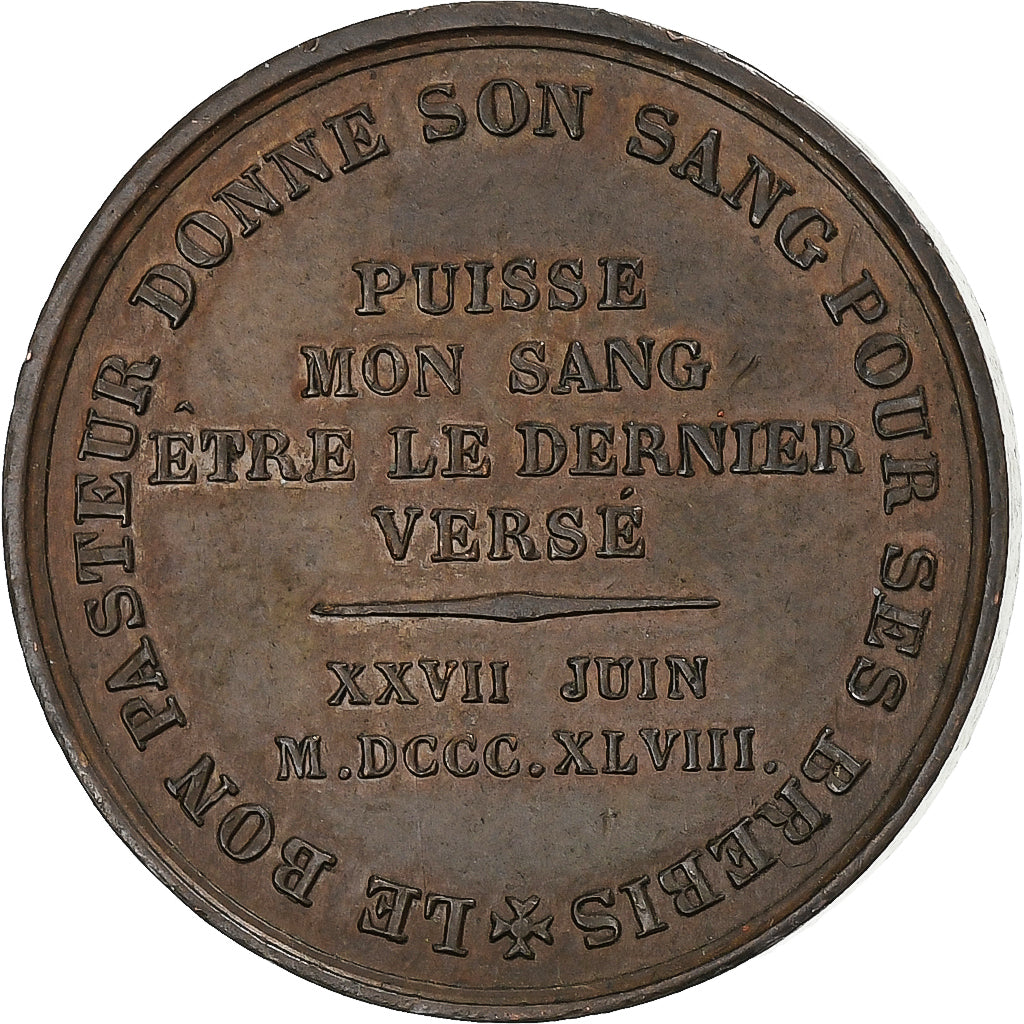 LE BON PASTEUR DONNE SON SANG POUR SES BREBIS
PUISSE
MON SANG
ÊTRE LE DERNIER
VERSÉ
XXVII JUIN
M.DCCC.XLVIII.